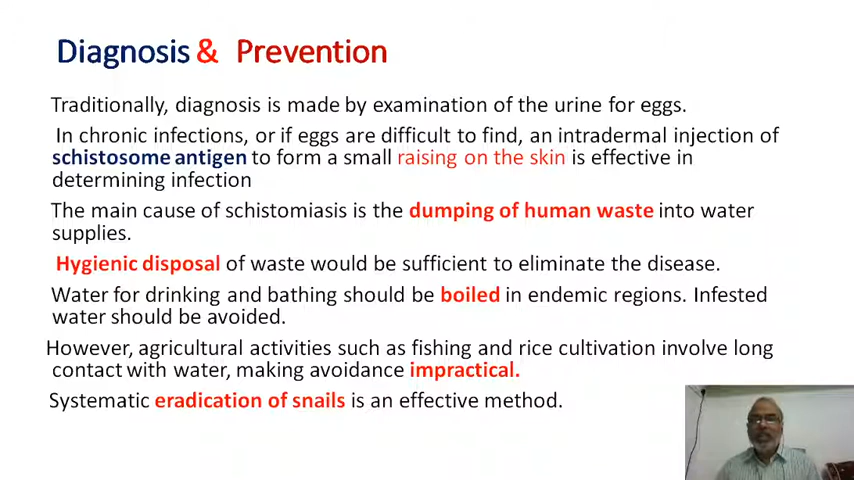 Diagnosis & Prevention
Traditionally, diagnosis is made by examination of the urine for eggs.
In chronic infections, or if eggs are difficult to find, an intradermal injection of
schistosome antigen to form a small raising on the skin is effective in
determining infection
The main cause of schistomiasis is the dumping of human waste into water
supplies.
Hygienic disposal of waste would be sufficient to eliminate the disease.
Water for drinking and bathing should be boiled in endemic regions. Infested
water should be avoided.
However, agricultural activities such as fishing and rice cultivation involve long
contact with water, making avoidance impractical.
Systematic eradication of snails is an effective method.